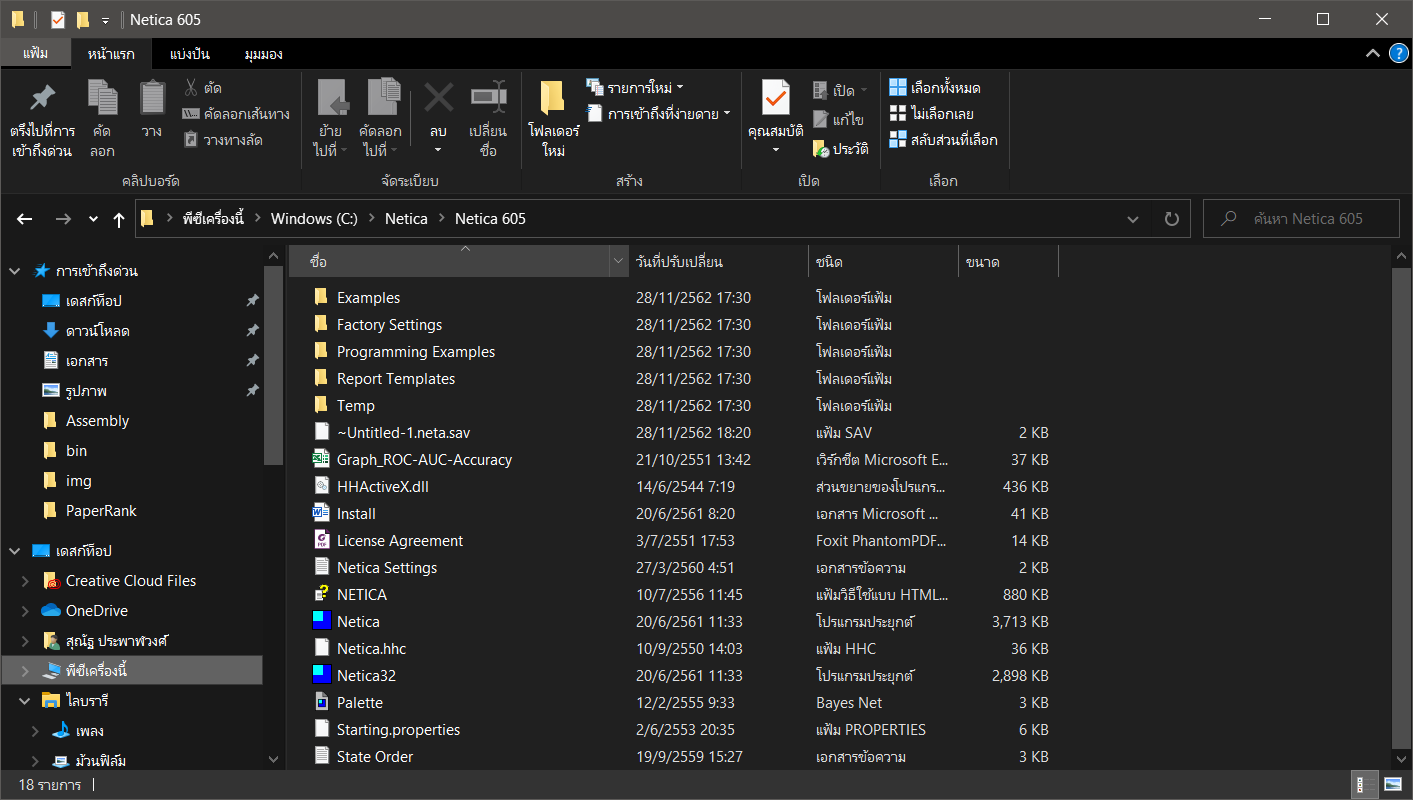 Netica 605
แฟ้ม หน้าแรก แบ่งปัน มุมมอง
ตรึงไปที่การ
เข้าถึงด่วน
คัด
ลอก
วาง
ตัด
คัดลอกเส้นทาง
วางทางลัด
คลิปบอร์ด
ย้าย
ไปที่
คัดลอก
ไปที่
ลบ
เปลี่ยน
ชื่อ
จัดระเบียบ
โฟลเดอร์
ใหม่
รายการใหม่
การเข้าถึงที่ง่ายดาย
สร้าง
คุณสมบัติ
เปิด
แก้ไข
ประวัติ
เปิด
เลือกทั้งหมด
ไม่เลือกเลย
สลับส่วนที่เลือก
เลือก
พีซีเครื่องนี้ Windows (C:) Netica Netica 605
ค้นหา Netica 605
การเข้าถึงด่วน
เดสก์ท็อป
ดาวน์โหลด
เอกสาร
รูปภาพ
Assembly
bin
img
PaperRank
เดสก์ท็อป
Creative Cloud Files
OneDrive
สุณัฐ ประพาฬวงศ์
พีซีเครื่องนี้
ไลบรารี
เพลง
ม้วนฟิล์ม
ชื่อ วันที่ปรับเปลี่ยน ชนิด ขนาด
Examples 28/11/2562 17:30 โฟลเดอร์แฟ้ม
Factory Settings 28/11/2562 17:30 โฟลเดอร์แฟ้ม
Programming Examples 28/11/2562 17:30 โฟลเดอร์แฟ้ม
Report Templates 28/11/2562 17:30 โฟลเดอร์แฟ้ม
Temp 28/11/2562 17:30 โฟลเดอร์แฟ้ม
~Untitled-1.neta.sav 28/11/2562 18:20 แฟ้ม SAV 2 KB
Graph_ROC-AUC-Accuracy 21/10/2551 13:42 เวิร์กชีต Microsoft E... 37 KB
HHActiveX.dll 14/6/2544 7:19 ส่วนขยายของโปรแกร... 436 KB
Install 20/6/2561 8:20 เอกสาร Microsoft ... 41 KB
License Agreement 3/7/2551 17:53 Foxit PhantomPDF... 14 KB
Netica Settings 27/3/2560 4:51 เอกสารข้อความ 2 KB
NETICA 10/7/2556 11:45 แฟ้มวิธีใช้แบบ HTML... 880 KB
Netica 20/6/2561 11:33 โปรแกรมประยุกต์ 3,713 KB
Netica.hhc 10/9/2550 14:03 แฟ้ม HHC 36 KB
Netica32 20/6/2561 11:33 โปรแกรมประยุกต์ 2,898 KB
Palette 12/2/2555 9:33 Bayes Net 3 KB
Starting.properties 2/6/2553 20:35 แฟ้ม PROPERTIES 6 KB
State Order 19/9/2559 15:27 เอกสารข้อความ 3 KB
18 รายการ